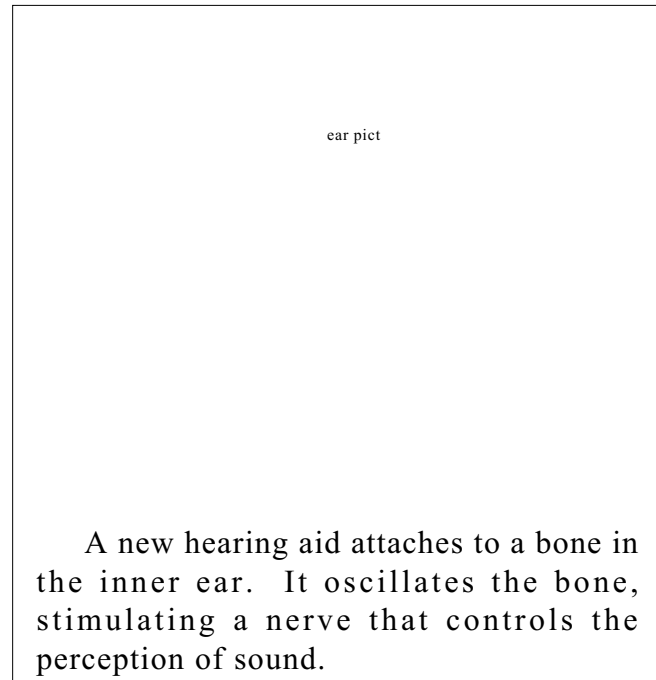 ear pict
A new hearing aid attaches to a bone in
the inner ear. It oscillates the bone,
stimulating a nerve that controls the
perception of sound.